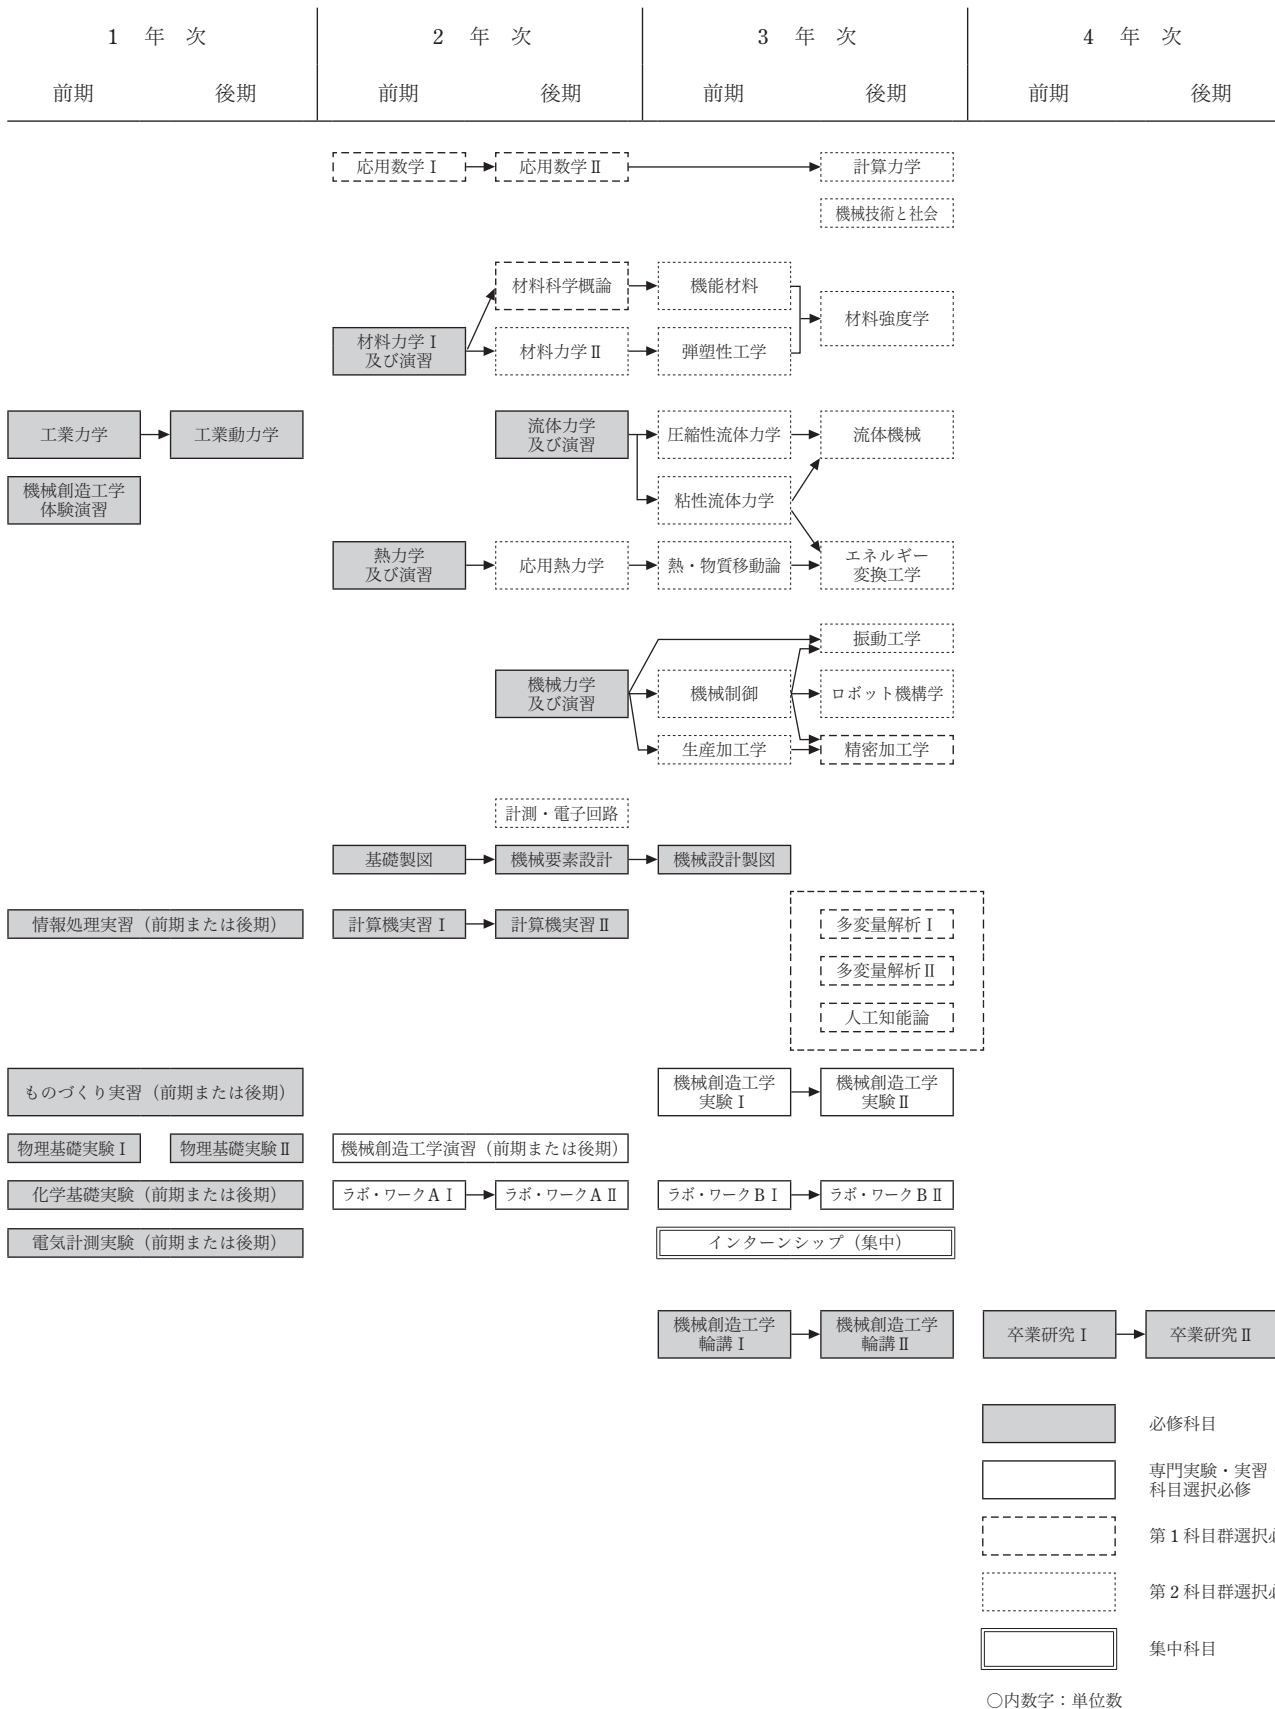 1 年 次
2 年 次
3 年 次
4 年 次
前期
後期
前期
後期
前期
後期
前期
後期
応用数学Ⅰ
応用数学Ⅱ
計算力学
機械技術と社会
材料科学概論
機能材料
材料強度学
材料力学Ⅰ
及び演習
材料力学Ⅱ
弾塑性工学
工業力学
工業動力学
流体力学
及び演習
圧縮性流体力学
流体機械
機械創造工学
体験演習
粘性流体力学
熱力学
及び演習
応用熱力学
熱・物質移動論
エネルギー
変換工学
振動工学
機械力学
及び演習
機械制御
ロボット機構学
生産加工学
精密加工学
計測・電子回路
基礎製図
機械要素設計
機械設計製図
情報処理実習（前期または後期）
計算機実習Ⅰ
計算機実習Ⅱ
多変量解析Ⅰ
多変量解析Ⅱ
人工知能論
ものづくり実習（前期または後期）
機械創造工学
実験Ⅰ
機械創造工学
実験Ⅱ
物理基礎実験Ⅰ
物理基礎実験Ⅱ
機械創造工学演習（前期または後期）
化学基礎実験（前期または後期）
ラボ・ワークAⅠ
ラボ・ワークAⅡ
ラボ・ワークBⅠ
ラボ・ワークBⅡ
電気計測実験（前期または後期）
インターンシップ（集中）
機械創造工学
輪講Ⅰ
機械創造工学
輪講Ⅱ
卒業研究Ⅰ
卒業研究Ⅱ
必修科目
専門実験・実習
科目選択必修
第1科目群選択
第2科目群選択
集中科目
○内数字：単位数